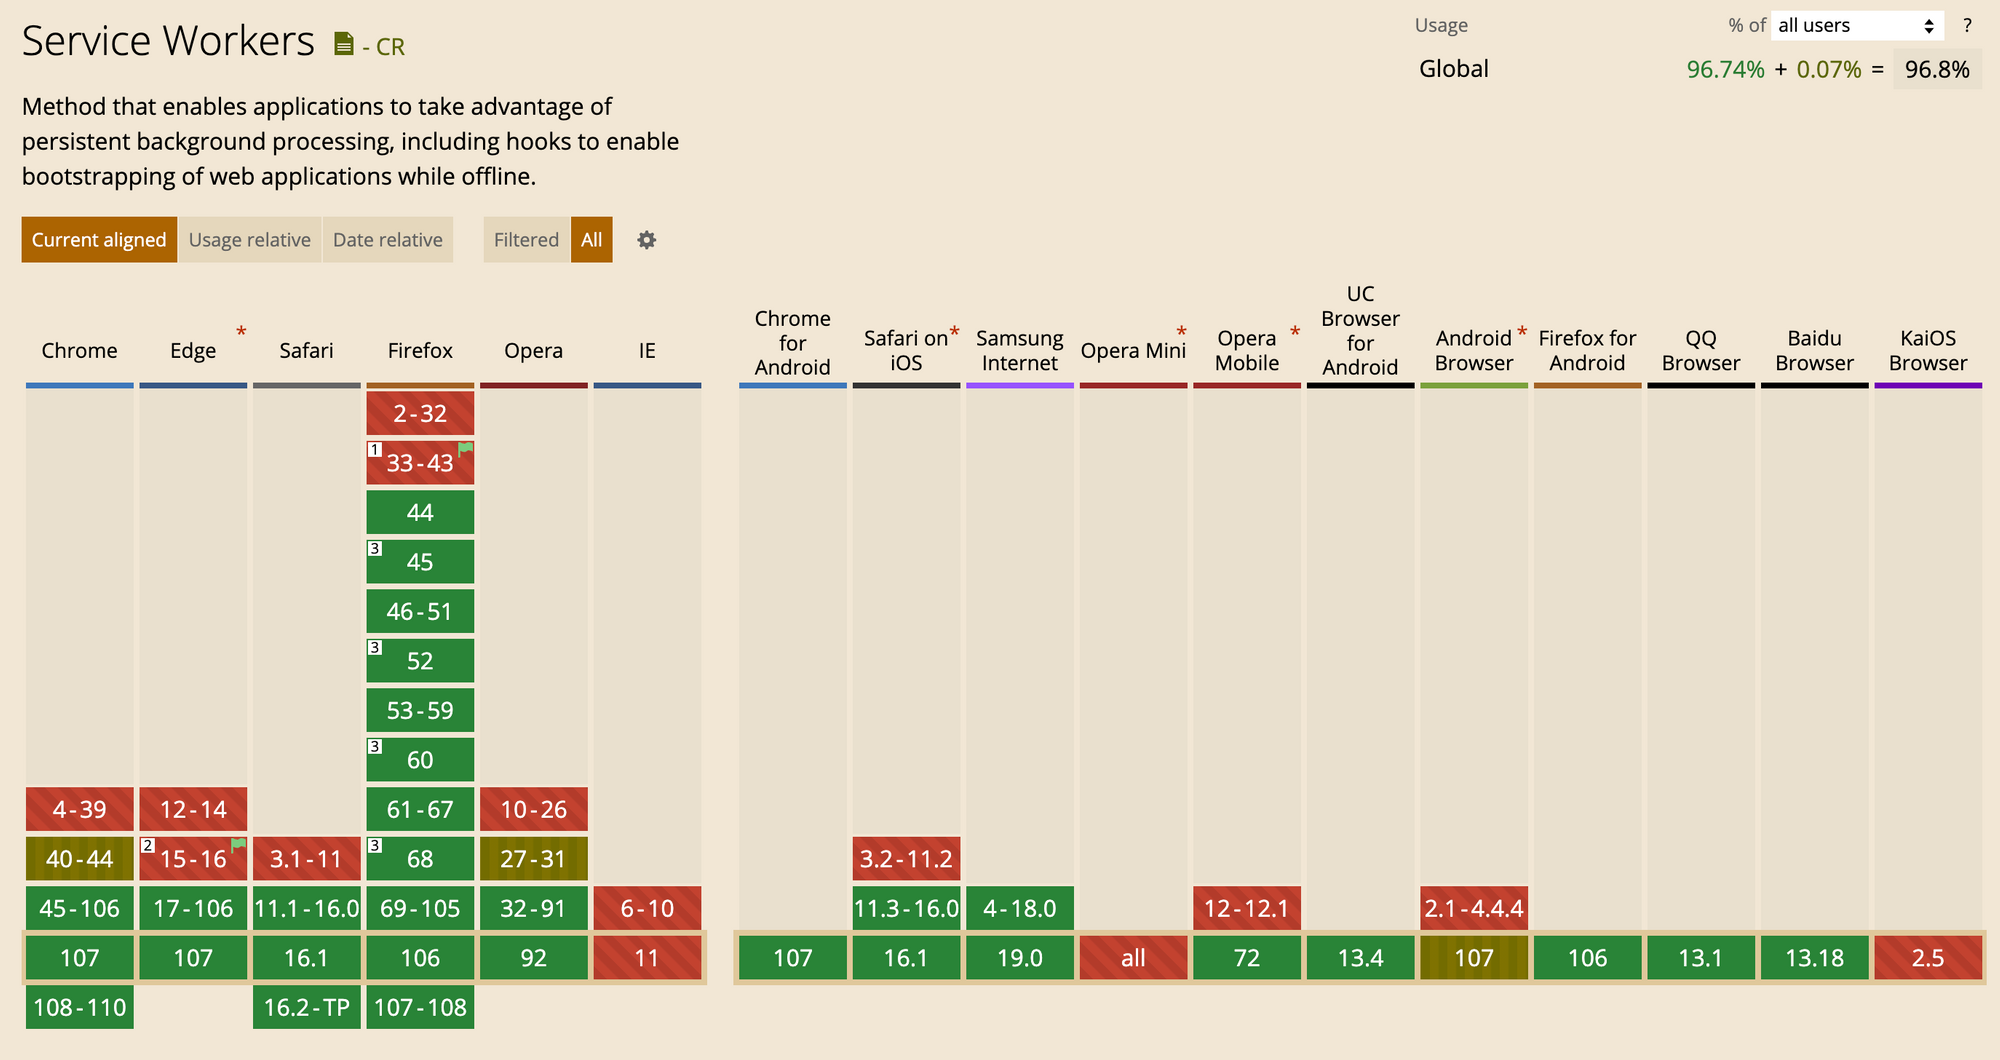 Service Workers - CR
Usage % of all users ?
Global 96.74% + 0.07% = 96.8%
Method that enables applications to take advantage of
persistent background processing, including hooks to enable
bootstrapping of web applications while offline.
Current aligned Usage relative Date relative Filtered All
Chrome
Edge *
Safari
Firefox
Opera
IE
Chrome
for
Android
Safari on *
iOS
Samsung
Internet
Opera Mini *
Opera *
Mobile
UC
Browser
for
Android
Android *
Browser
Firefox for
Android
QQ
Browser
Baidu
Browser
KaiOS
Browser
2-32
1 33-43
44
3 45
46-51
3 52
53-59
3 60
4-39 12-14 61-67 10-26
40-44 2 15-16 3.1-11 3 68 27-31 3.2-11.2
45-106 17-106 11.1-16.0 69-105 32-91 6-10 11.3-16.0 4-18.0 12-12.1 2.1-4.4.4
107 107 16.1 106 92 11 107 16.1 19.0 all 72 13.4 107 106 13.1 13.18 2.5
108-110 16.2-TP 107-108